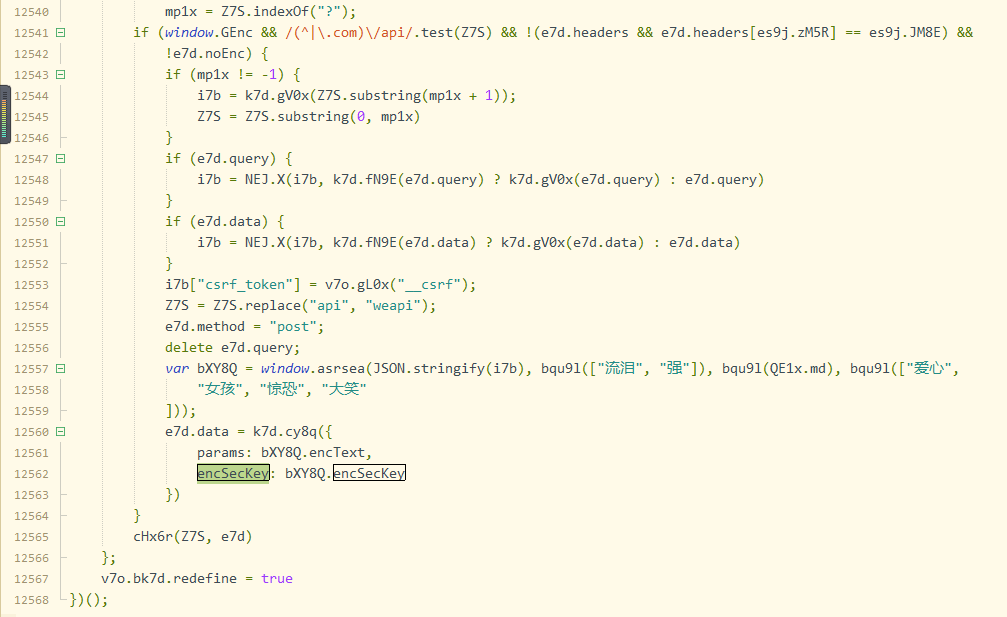 12540 mp1x = Z7S.indexOf("?");
12541 if (window.GEnc && /(^|\.com)\/api/.test(Z7S) && !(e7d.headers && e7d.headers[es9j.zM5R] == es9j.JM8E) &&
12542 !e7d.noEnc) {
12543 if (mp1x != -1) {
12544 i7b = k7d.gV0x(Z7S.substring(mp1x + 1));
12545 Z7S = Z7S.substring(0, mp1x)
12546 }
12547 if (e7d.query) {
12548 i7b = NEJ.X(i7b, k7d.fN9E(e7d.query) ? k7d.gV0x(e7d.query) : e7d.query)
12549 }
12550 if (e7d.data) {
12551 i7b = NEJ.X(i7b, k7d.fN9E(e7d.data) ? k7d.gV0x(e7d.data) : e7d.data)
12552 }
12553 i7b["csrf_token"] = v7o.gL0x("__csrf");
12554 Z7S = Z7S.replace("api", "weapi");
12555 e7d.method = "post";
12556 delete e7d.query;
12557 var bXY8Q = window.asrsea(JSON.stringify(i7b), bqu9l(["流泪", "强"]), bqu9l(QE1x.md), bqu9l(["爱心",
12558 "女孩", "惊恐", "大笑"
12559 ]));
12560 e7d.data = k7d.cy8q({
12561 params: bXY8Q.encText,
12562 encSecKey: bXY8Q.encSecKey
12563 })
12564 }
12565 cHx6r(Z7S, e7d)
12566 };
12567 v7o.bk7d.redefine = true
12568 })();